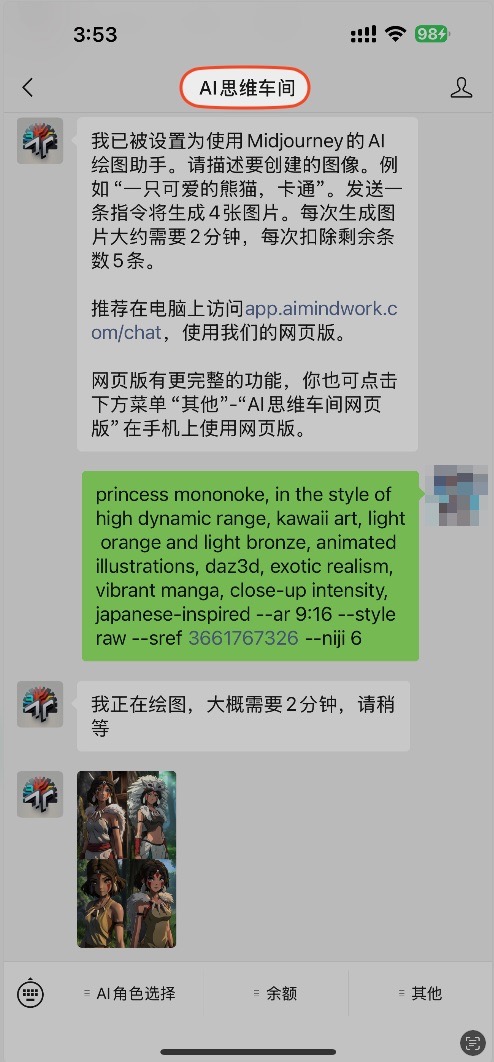 3:53
98
AI思维车间
我已被设置为使用Midjourney的AI
绘图助手。请描述要创建的图像。例
如“一只可爱的熊猫，卡通”。发送一
条指令将生成4张图片。每次生成图
片大约需要2分钟，每次扣除剩余条
数5条。
推荐在电脑上访问app.aimindwork.c
om/chat，使用我们的网页版。
网页版有更完整的功能，你也可点击
下方菜单“其他”-“AI思维车间网页
版”在手机上使用网页版。
princess mononoke, in the style of
high dynamic range, kawaii art, light
orange and light bronze, animated
illustrations, daz3d, exotic realism,
vibrant manga, close-up intensity,
japanese-inspired --ar 9:16 --style
raw --sref 3661767326 --niji 6
我正在绘图，大概需要2分钟，请稍
等
AI角色选择
余额
其他